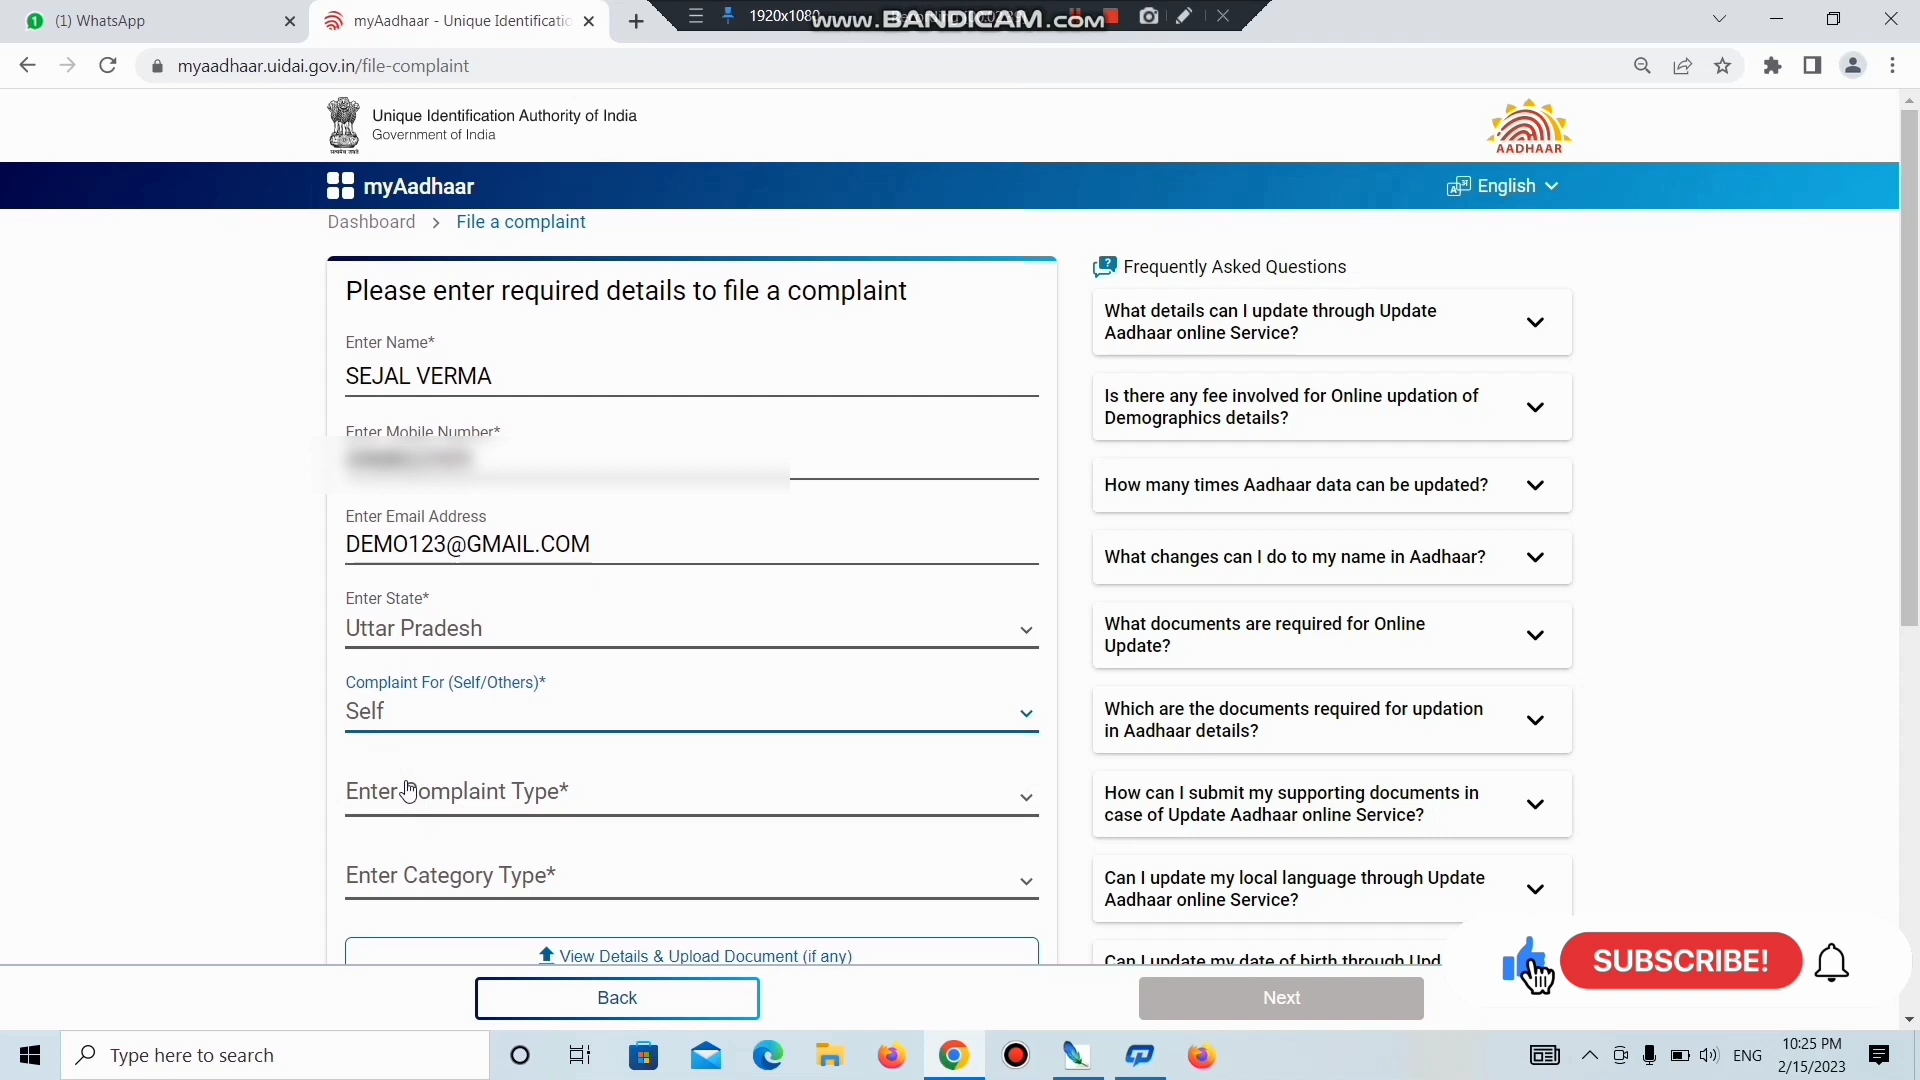 (1) WhatsApp
myAadhaar - Unique Identificatio
1920x1080
www.BANDICAM.com
myaadhaar.uidai.gov.in/file-complaint
Unique Identification Authority of India
Government of India
AADHAAR
myAadhaar
English
Dashboard > File a complaint
Please enter required details to file a complaint
Enter Name*
SEJAL VERMA
Enter Mobile Number*
Enter Email Address
DEMO123@GMAIL.COM
Enter State*
Uttar Pradesh
Complaint For (Self/Others)*
Self
Enter Complaint Type*
Enter Category Type*
View Details & Upload Document (if any)
Back
Next
Frequently Asked Questions
What details can I update through Update
Aadhaar online Service?
Is there any fee involved for Online updation of
Demographics details?
How many times Aadhaar data can be updated?
What changes can I do to my name in Aadhaar?
What documents are required for Online
Update?
Which are the documents required for updation
in Aadhaar details?
How can I submit my supporting documents in
case of Update Aadhaar online Service?
Can I update my local language through Update
Aadhaar online Service?
Can I update my date of birth through Upd
SUBSCRIBE!
Type here to search
ENG
10:25 PM
2/15/2023